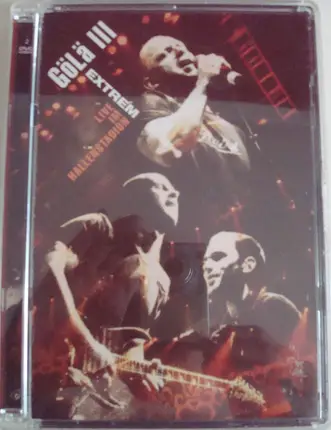 GÖLÄ III
EXTREM
LIVE IM
HALLENSTADION